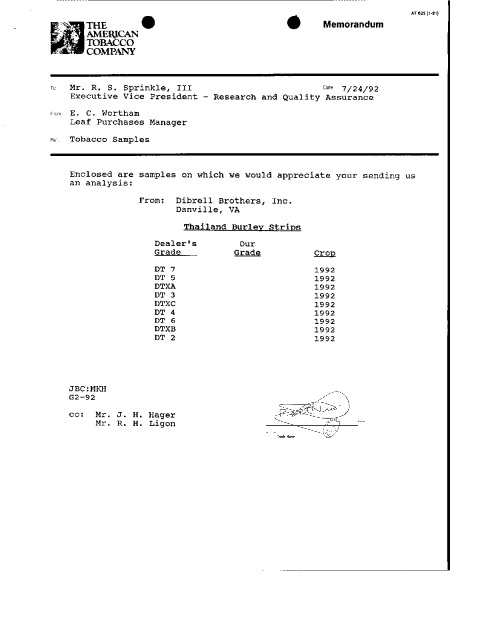 AT 825 (1-91)
THE
AMERICAN
TOBACCO
COMPANY
Memorandum
To: Mr. R. S. Sprinkle, III Date 7/24/92
Executive Vice President - Research and Quality Assurance
From E. C. Wortham
Leaf Purchases Manager
Re: Tobacco Samples
Enclosed are samples on which we would appreciate your sending us
an analysis:
From: Dibrell Brothers, Inc.
Danville, VA
Thailand Burley Strips
Dealer's Our
Grade Grade Crop
DT 7 1992
DT 5 1992
DTXA 1992
DT 3 1992
DTXC 1992
DT 4 1992
DT 6 1992
DTXB 1992
DT 2 1992
JBC:MKH
G2-92
cc: Mr. J. H. Hager
Mr. R. H. Ligon